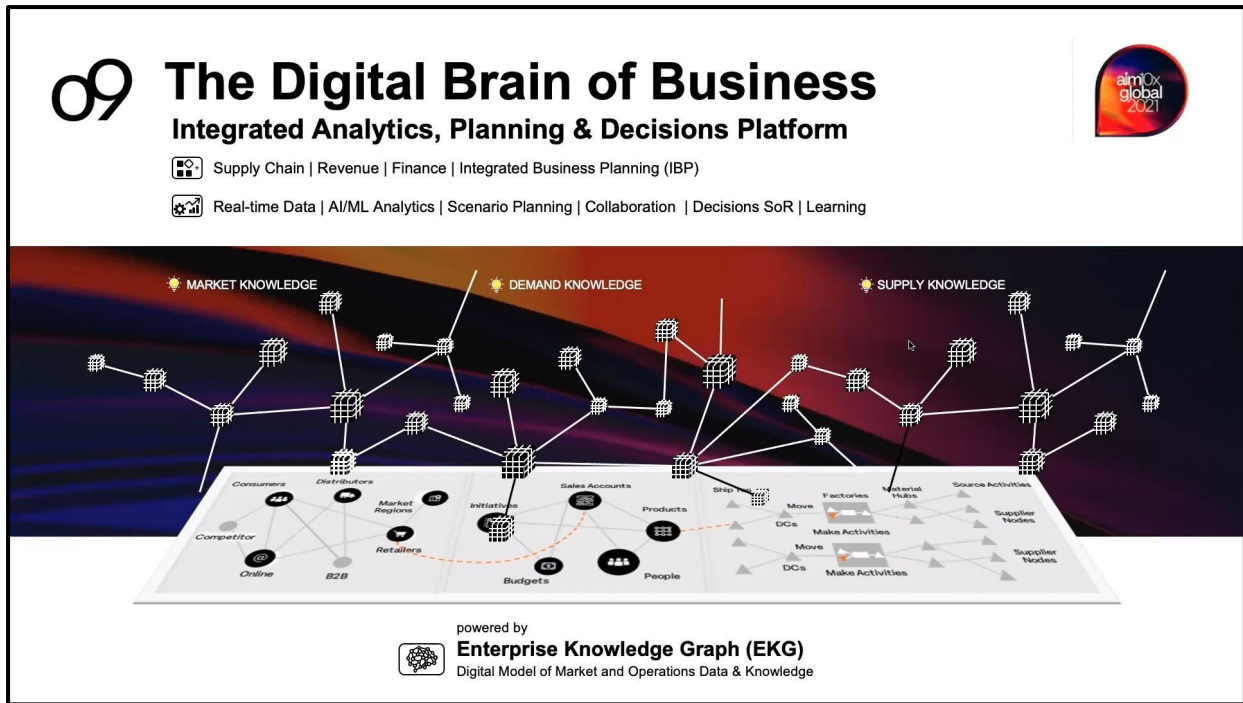 o9
The Digital Brain of Business
Integrated Analytics, Planning & Decisions Platform
Supply Chain | Revenue | Finance | Integrated Business Planning (IBP)
Real-time Data | AI/ML Analytics | Scenario Planning | Collaboration | Decisions SoR | Learning
aim10x
global
2021
MARKET KNOWLEDGE
DEMAND KNOWLEDGE
SUPPLY KNOWLEDGE
Consumers
Distributors
Market
Regions
Competitor
Retailers
Online
B2B
Initiatives
Sales Accounts
Products
Budgets
People
Ship
Move
DCs
Factories
Material
Hubs
Source Activities
Make Activities
Supplier
Nodes
Move
DCs
Make Activities
Supplier
Nodes
powered by
Enterprise Knowledge Graph (EKG)
Digital Model of Market and Operations Data & Knowledge